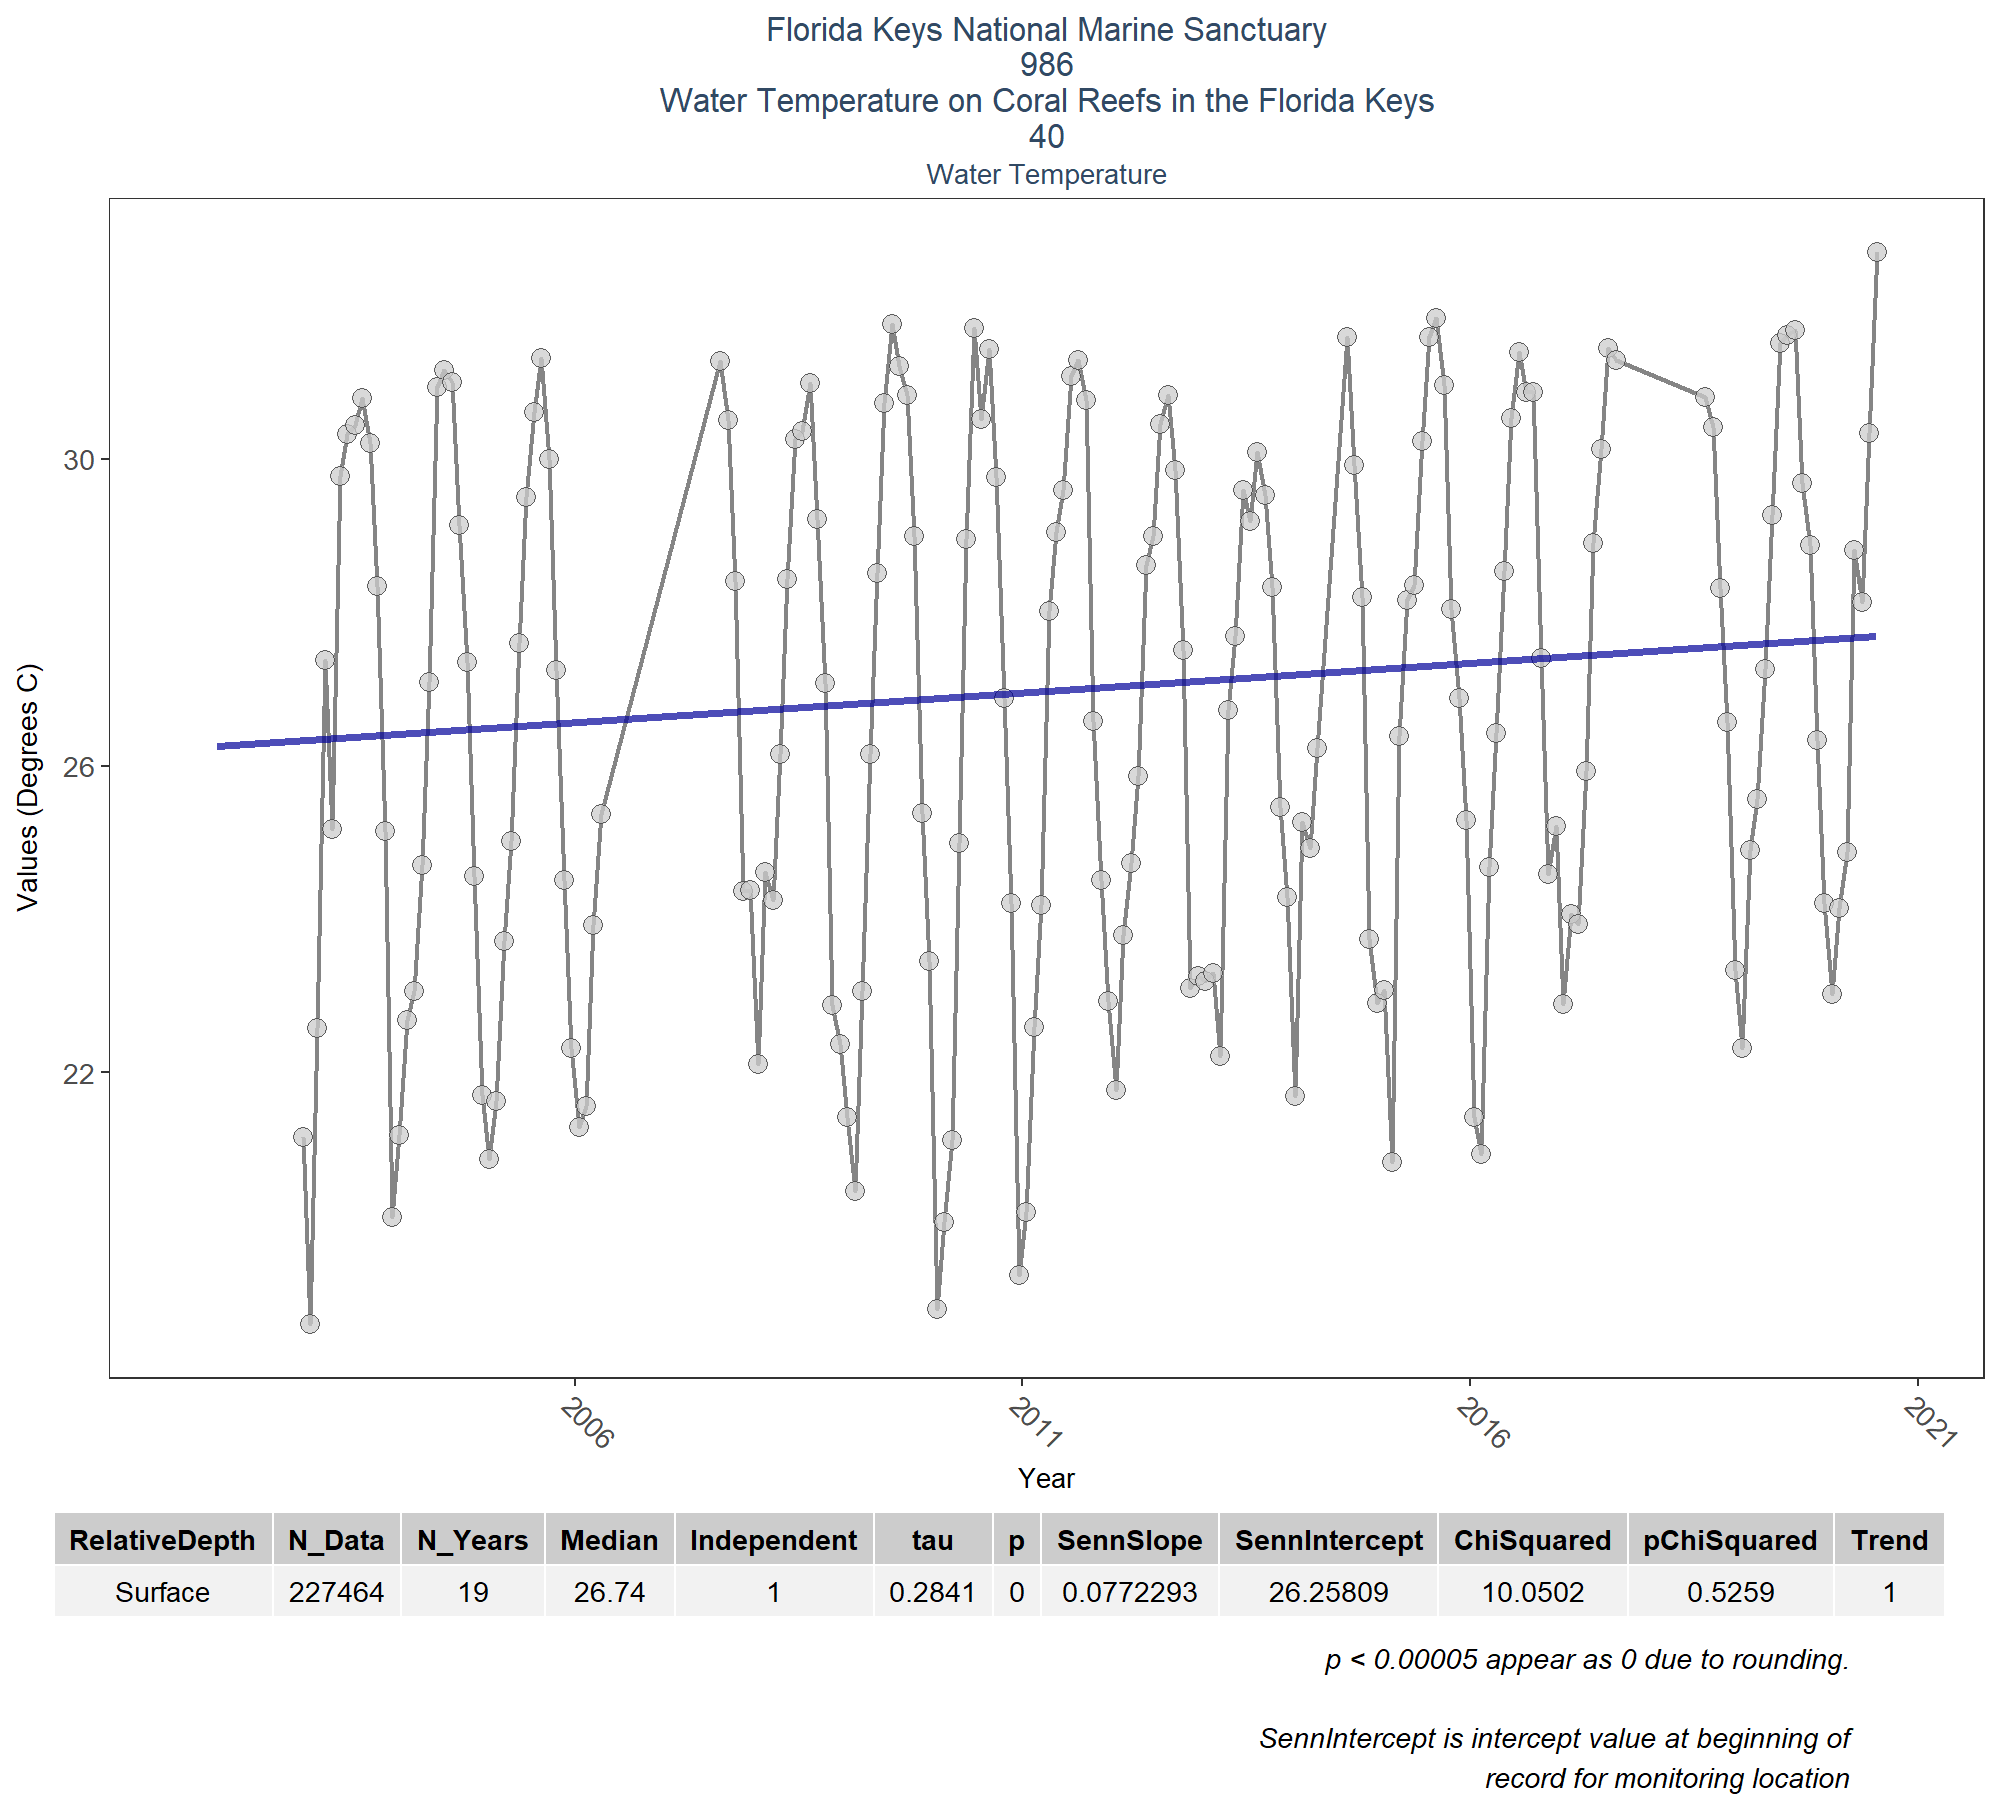 Florida Keys National Marine Sanctuary
986
Water Temperature on Coral Reefs in the Florida Keys
40
Water Temperature
Values (Degrees C)
30
26
22
2006
2011
2016
2021
Year
RelativeDepth N_Data N_Years Median Independent tau p SennSlope SennIntercept ChiSquared pChiSquared Trend
Surface 227464 19 26.74 1 0.2841 0 0.0772293 26.25809 10.0502 0.5259 1
p < 0.00005 appear as 0 due to rounding.
SennIntercept is intercept value at beginning of
record for monitoring location